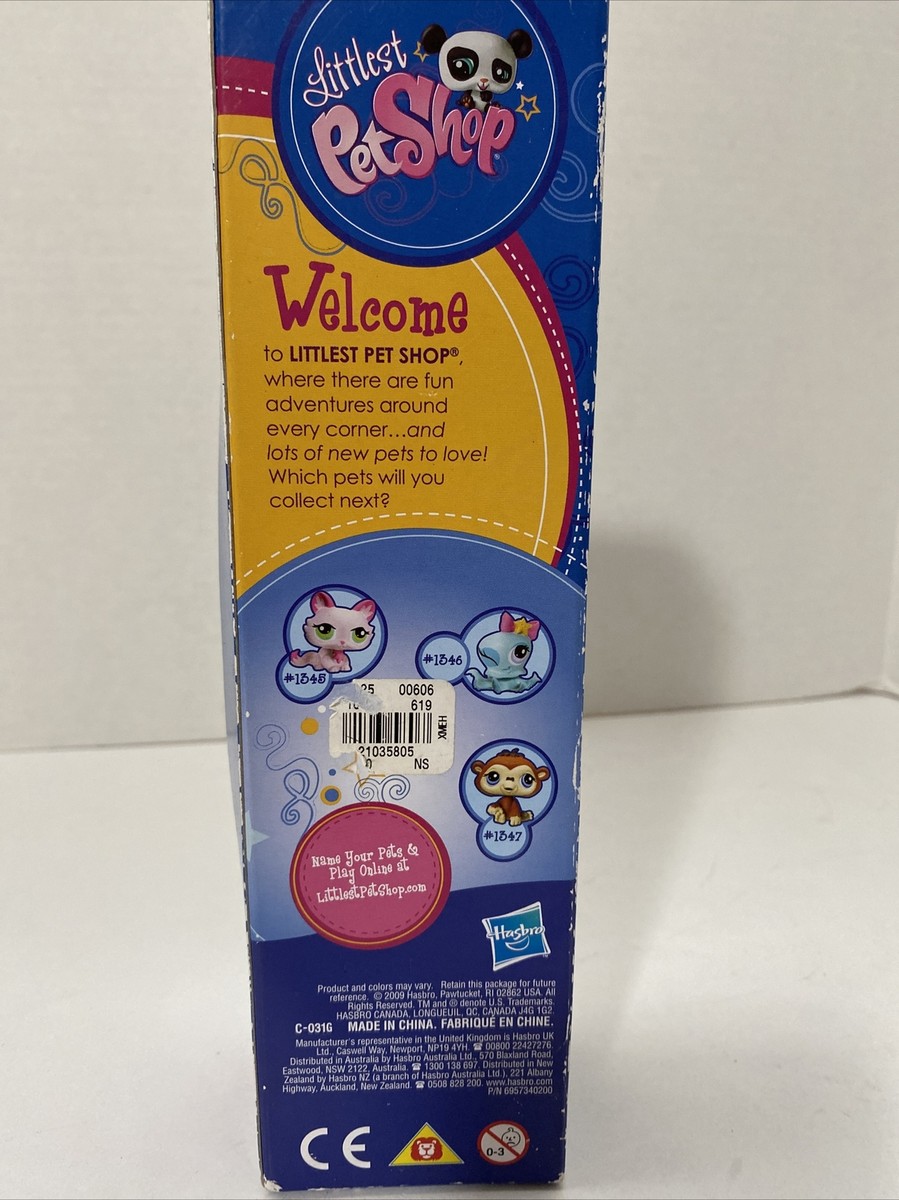 Littlest
PetShop
Welcome
to LITTLEST PET SHOP®,
where there are fun
adventures around
every corner...and
lots of new pets to love!
Which pets will you
collect next?
#1345
#1346
25 00606
619
XMEH
21035805
NS
#1347
Name Your Pets &
Play Online at
LittlestPetShop.com
Hasbro
Product and colors may vary. Retain this package for future
reference. © 2009 Hasbro, Pawtucket, RI 02862 USA. All
Rights Reserved. TM and ® denote U.S. Trademarks.
HASBRO CANADA, LONGUEUIL, QC, CANADA J4G 1G2.
C-031G MADE IN CHINA. FABRIQUÉ EN CHINE.
Manufacturer's representative in the United Kingdom is Hasbro UK
Ltd., Caswell Way, Newport, NP19 4YH. ☎ 00800 22427276.
Distributed in Australia by Hasbro Australia Ltd., 570 Blaxland Road,
Eastwood, NSW 2122, Australia. ☎ 1300 138 697. Distributed in New
Zealand by Hasbro NZ (a branch of Hasbro Australia Ltd.), 221 Albany
Highway, Auckland, New Zealand. ☎ 0508 828 200. www.hasbro.com
P/N 6957340200
CE
0-3